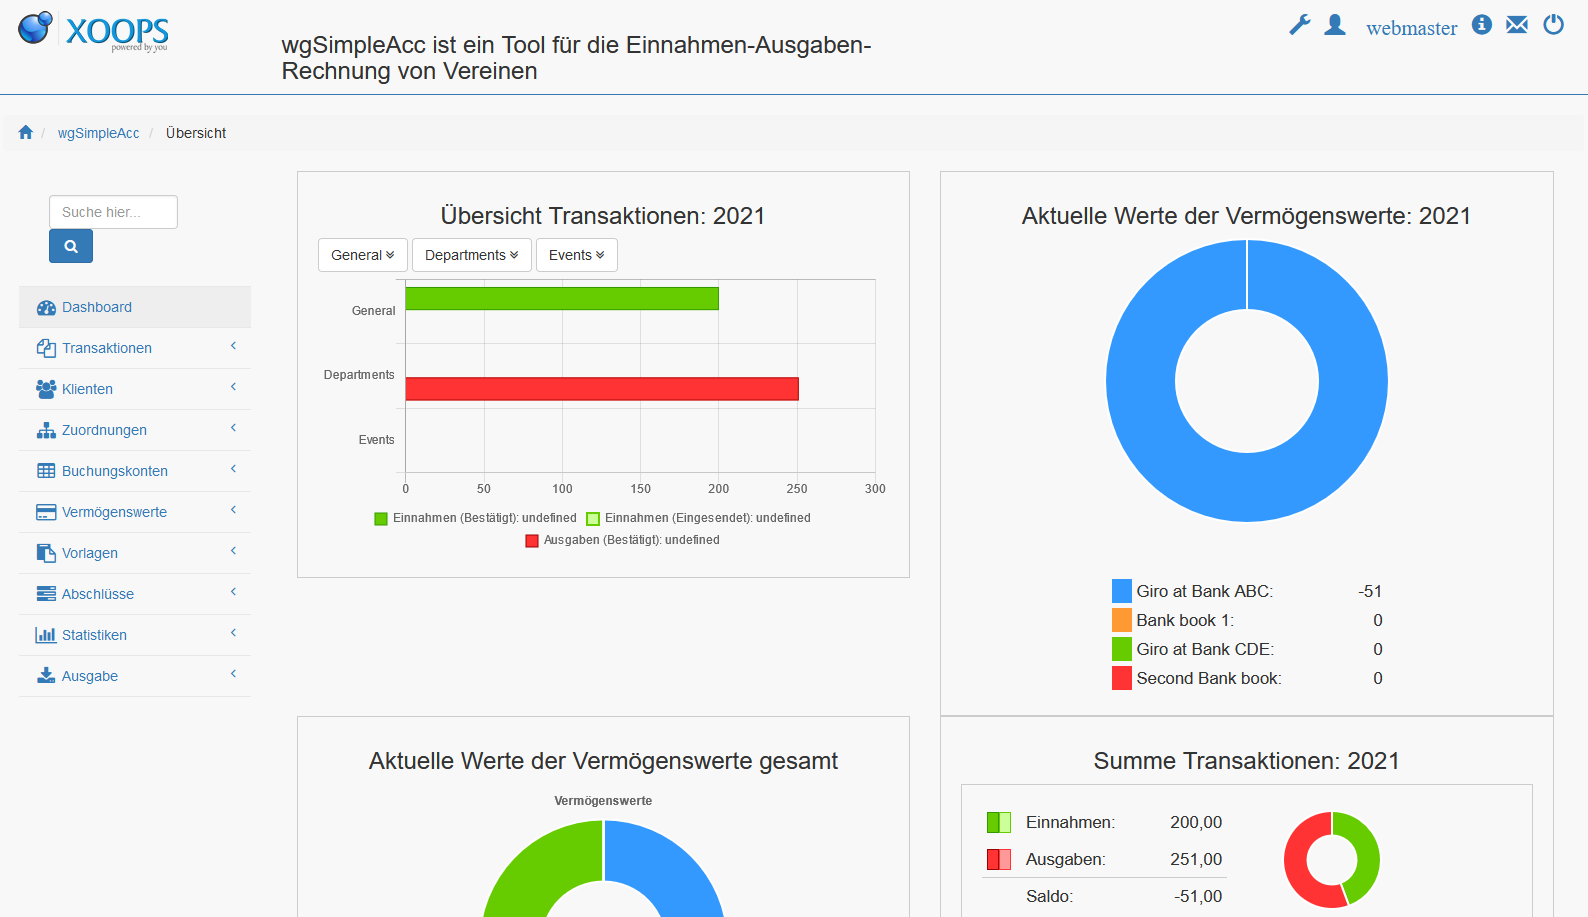 XOOPS
powered by you
wgSimpleAcc ist ein Tool für die Einnahmen-Ausgaben-
Rechnung von Vereinen
webmaster
/ wgSimpleAcc / Übersicht
Suche hier...
Dashboard
Transaktionen
Klienten
Zuordnungen
Buchungskonten
Vermögenswerte
Vorlagen
Abschlüsse
Statistiken
Ausgabe
Übersicht Transaktionen: 2021
General Departments Events
General
Departments
Events
0 50 100 150 200 250 300
Einnahmen (Bestätigt): undefined Einnahmen (Eingesendet): undefined
Ausgaben (Bestätigt): undefined
Aktuelle Werte der Vermögenswerte: 2021
Giro at Bank ABC: -51
Bank book 1: 0
Giro at Bank CDE: 0
Second Bank book: 0
Aktuelle Werte der Vermögenswerte gesamt
Vermögenswerte
Summe Transaktionen: 2021
Einnahmen: 200,00
Ausgaben: 251,00
Saldo: -51,00